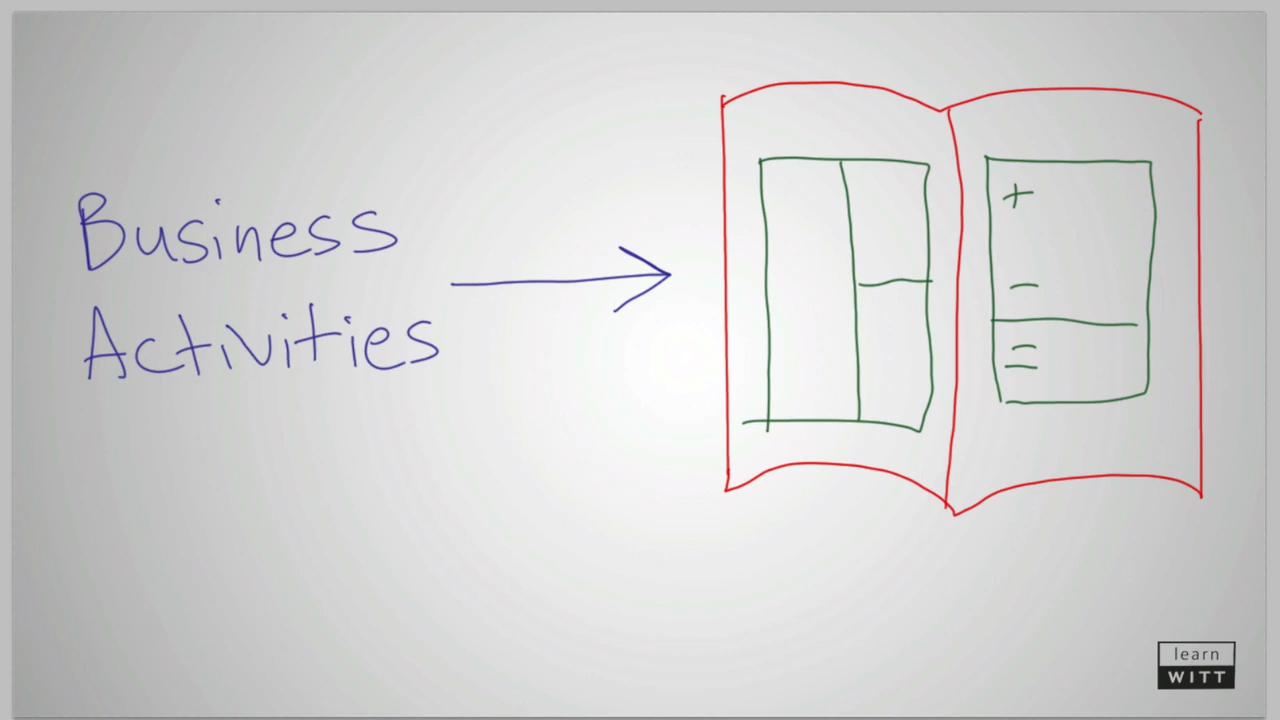 Business
Activities
+
-
=
learn
WITT